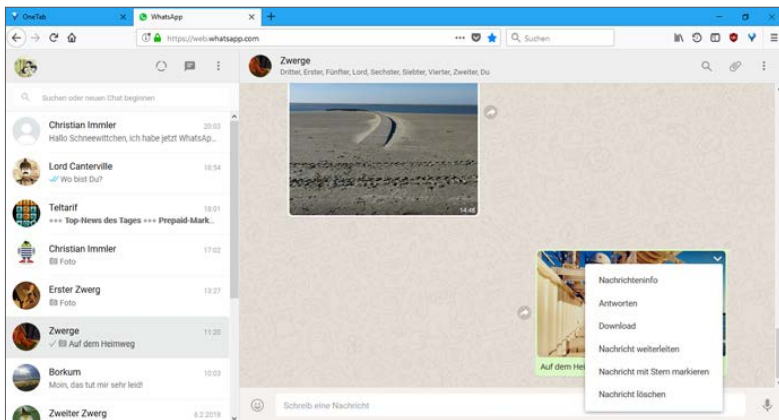 OneTab
WhatsApp
https://web.whatsapp.com
Suchen
Zwerge
Dritter, Erster, Fünfter, Lord, Sechster, Siebter, Vierter, Zweiter, Du
Suchen oder neuen Chat beginnen
Christian Immler 20:03
Hallo Schneewittchen, ich habe jetzt WhatsAp...
Lord Canterville 18:54
Wo bist Du?
Teltarif 18:01
*** Top-News des Tages *** Prepaid-Mark...
Christian Immler 17:02
Foto
Erster Zwerg 13:27
Foto
Zwerge 11:20
Auf dem Heimweg
Borkum 10:03
Moin, das tut mir sehr leid!
Zweiter Zwerg 6.2.2019
14:46
Nachrichteninfo
Antworten
Download
Nachricht weiterleiten
Nachricht mit Stern markieren
Nachricht löschen
Auf dem Hei
Schreib eine Nachricht